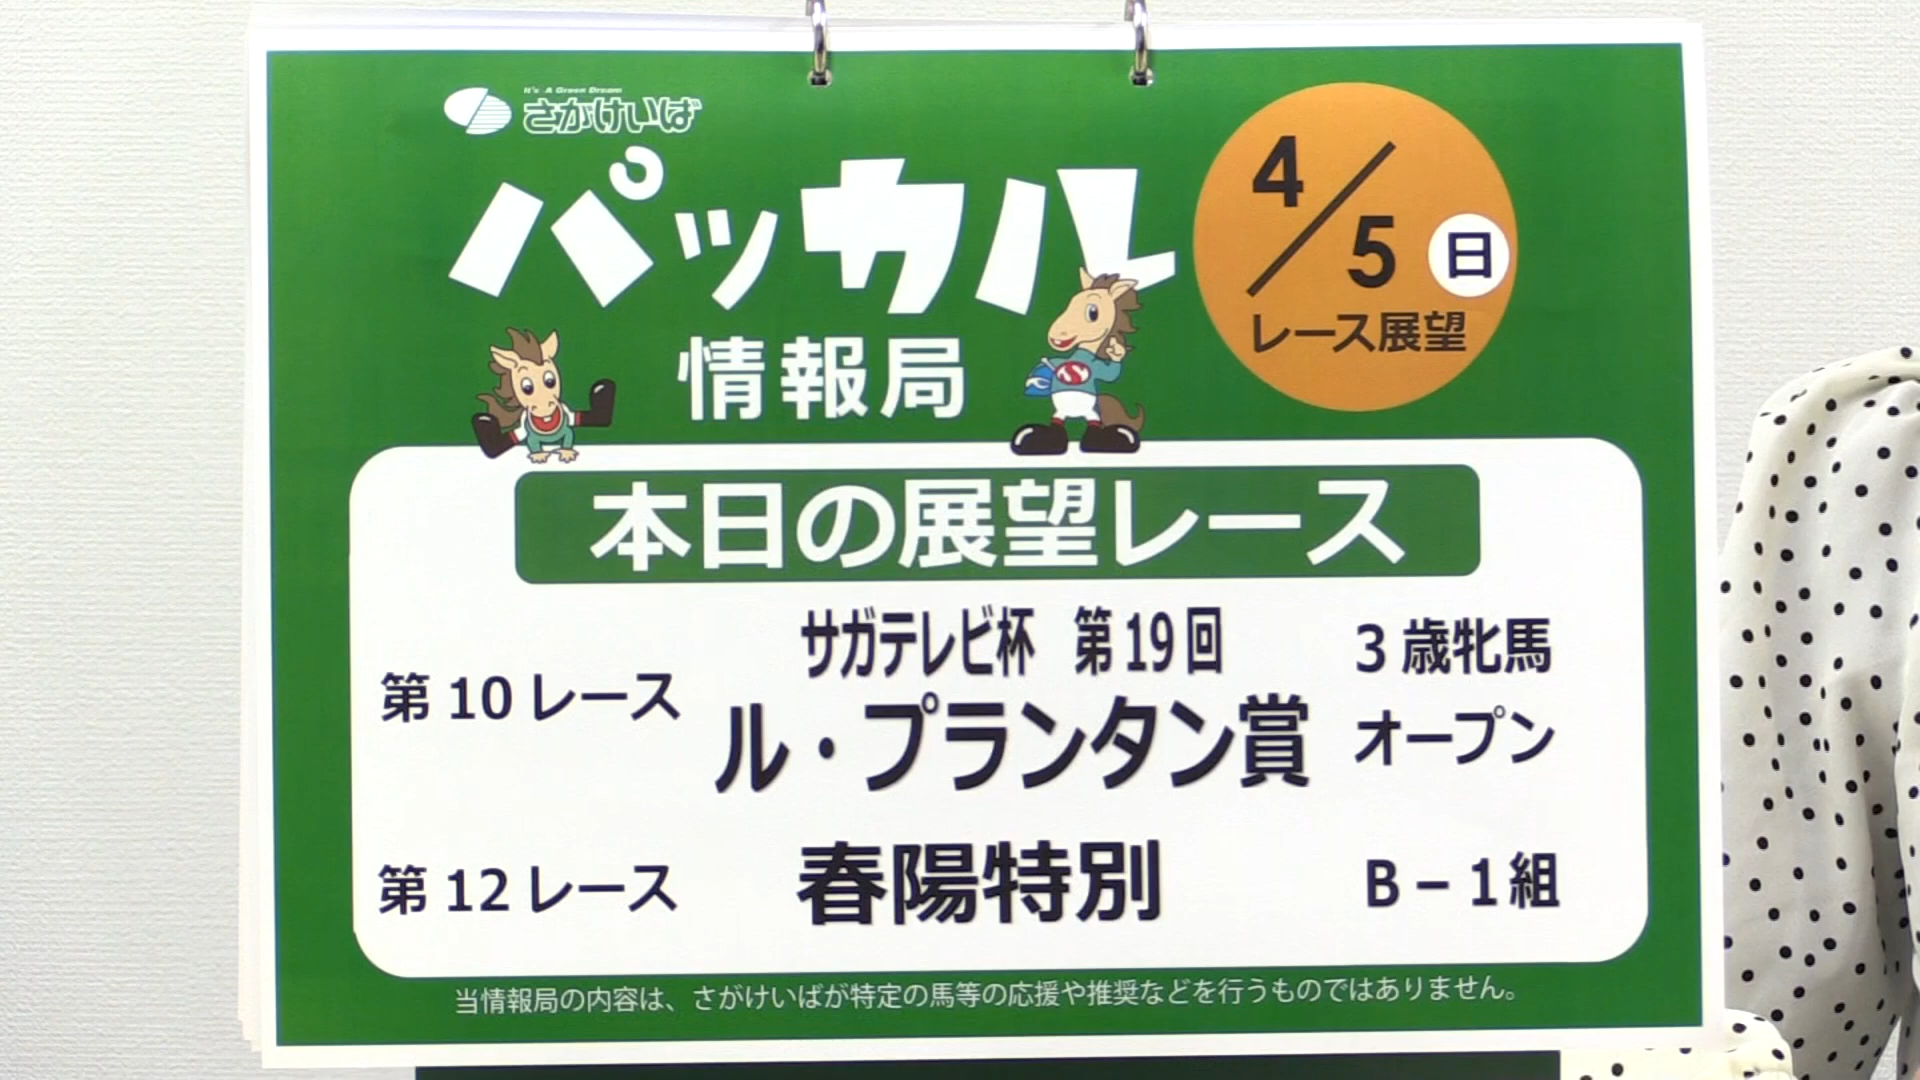 It's A Green Dream
さがけいば
パッカル
情報局
4/5 日
レース展望
本日の展望レース
第10レース
サガテレビ杯 第19回
ル・プランタン賞
3歳牝馬
オープン
第12レース
春陽特別
B－1組
当情報局の内容は、さがけいばが特定の馬等の応援や推奨などを行うものではありません。